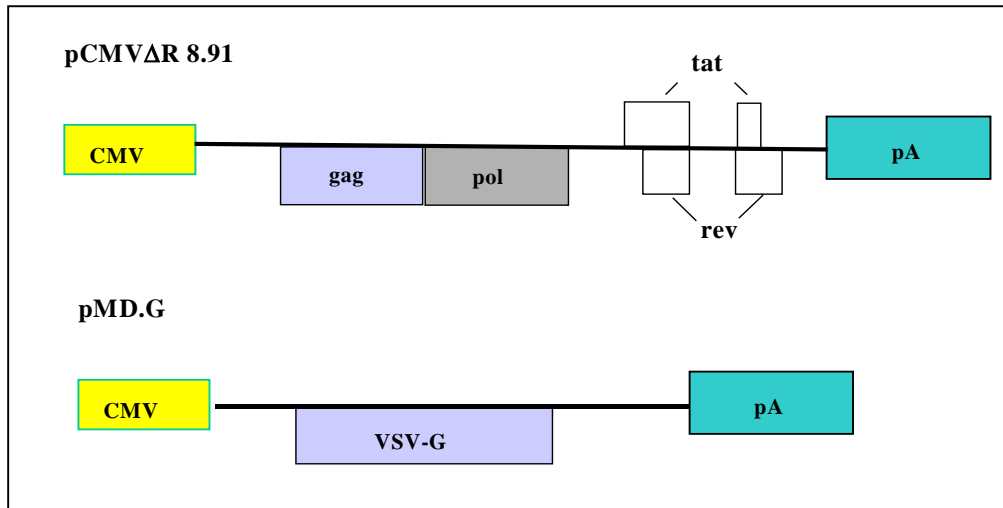 pCMVΔR 8.91
tat
CMV
gag
pol
pA
rev
pMD.G
CMV
VSV-G
pA